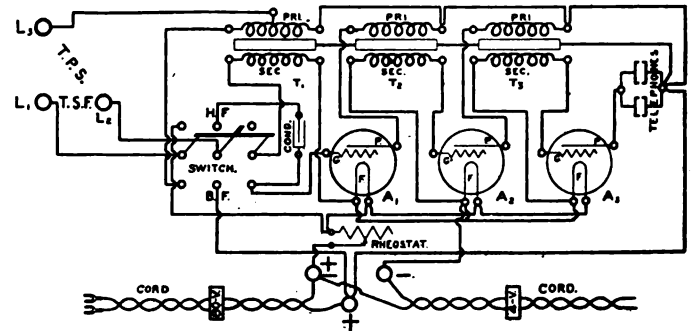 PRI. PRI PRI
L₃
T.P.S.
SEC SEC. SEC.
T₁ T₂ T₃
TELEPHONES.
L₁ T.S.F. L₂
H.F.
COND.
SWITCH.
G P F G P F G P F
B.F.
A₁ A₂ A₃
RHEOSTAT.
+ − −
CORD 4-V. CORD.
+